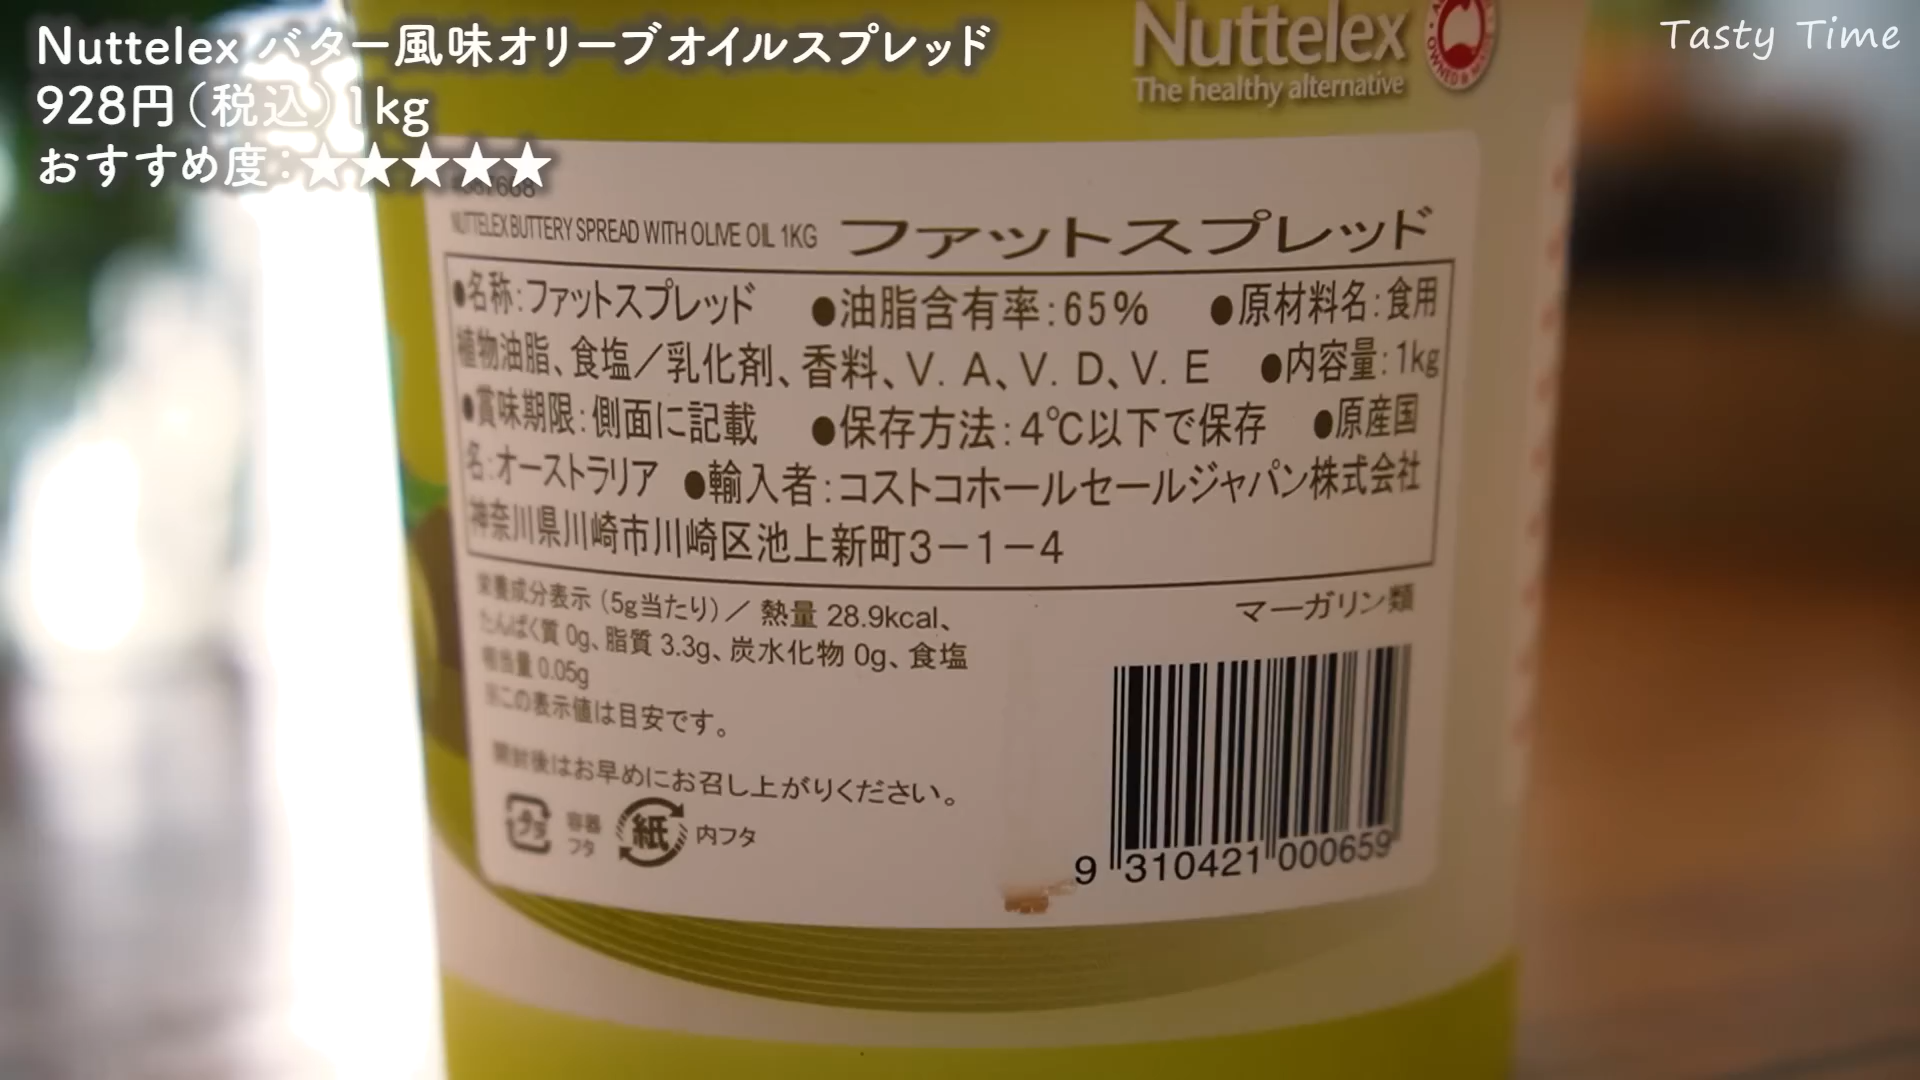 Nuttelex バター風味オリーブオイルスプレッド
928円(税込)1kg
おすすめ度:★★★★★
Tasty Time
Nuttelex
The healthy alternative
NUTTELEX BUTTERY SPREAD WITH OLIVE OIL 1KG ファットスプレッド
●名称:ファットスプレッド ●油脂含有率:65% ●原材料名:食用
植物油脂、食塩/乳化剤、香料、V. A、V. D、V. E ●内容量:1kg
●賞味期限:側面に記載 ●保存方法:4℃以下で保存 ●原産国
名:オーストラリア ●輸入者:コストコホールセールジャパン株式会社
神奈川県川崎市川崎区池上新町3-1-4
栄養成分表示(5g当たり)/ 熱量 28.9kcal、
たんぱく質 0g、脂質 3.3g、炭水化物 0g、食塩
相当量 0.05g
※この表示値は目安です。
マーガリン類
開封後はお早めにお召し上がりください。
プラ 容器 フタ 紙 内フタ
9 310421 000659